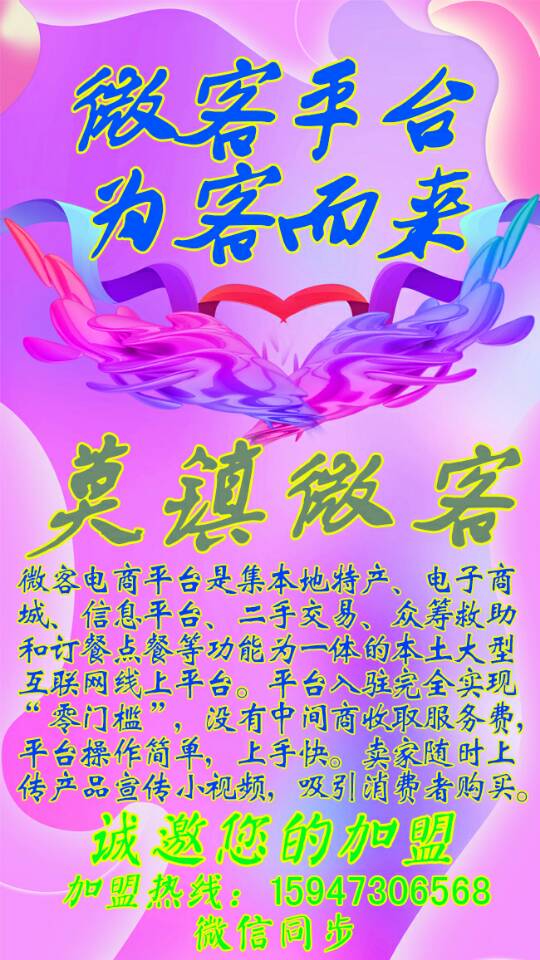 微客平台
为客而来
莫镇微客
微客电商平台是集本地特产、电子商
城、信息平台、二手交易、众筹救助
和订餐点餐等功能为一体的本土大型
互联网线上平台。平台入驻完全实现
“零门槛”，没有中间商收取服务费，
平台操作简单，上手快。卖家随时上
传产品宣传小视频，吸引消费者购买。
诚邀您的加盟
加盟热线：15947306568
微信同步